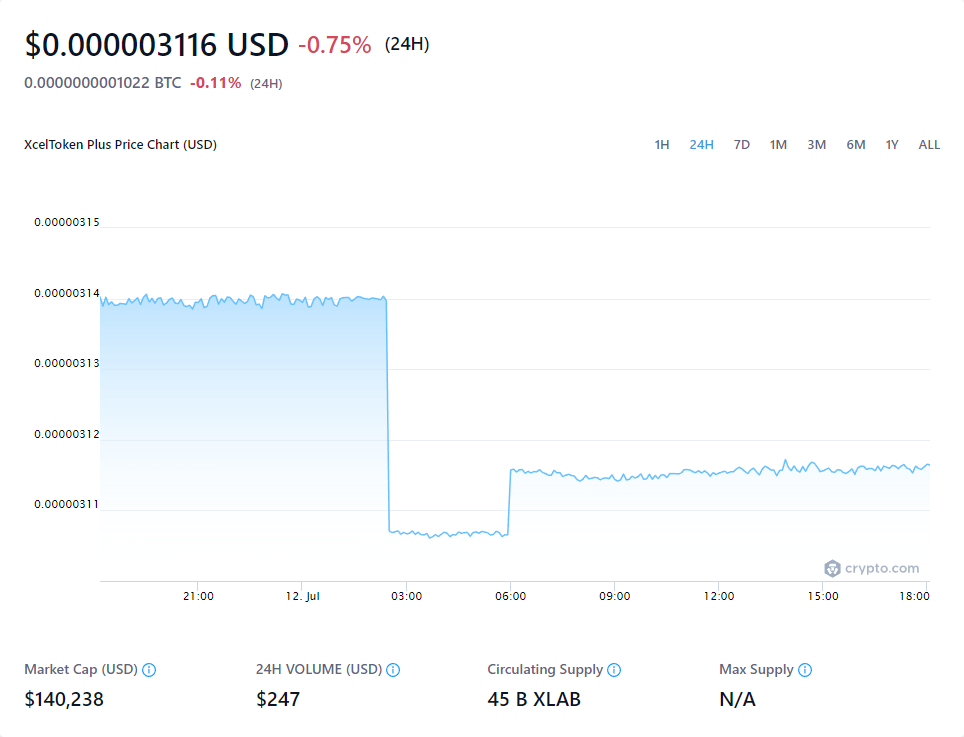 $0.000003116 USD -0.75% (24H)
0.0000000001022 BTC -0.11% (24H)
XcelToken Plus Price Chart (USD) 1H 24H 7D 1M 3M 6M 1Y ALL
0.00000315
0.00000314
0.00000313
0.00000312
0.00000311
crypto.com
21:00 12. Jul 03:00 06:00 09:00 12:00 15:00 18:00
Market Cap (USD) 24H VOLUME (USD) Circulating Supply Max Supply
$140,238 $247 45 B XLAB N/A